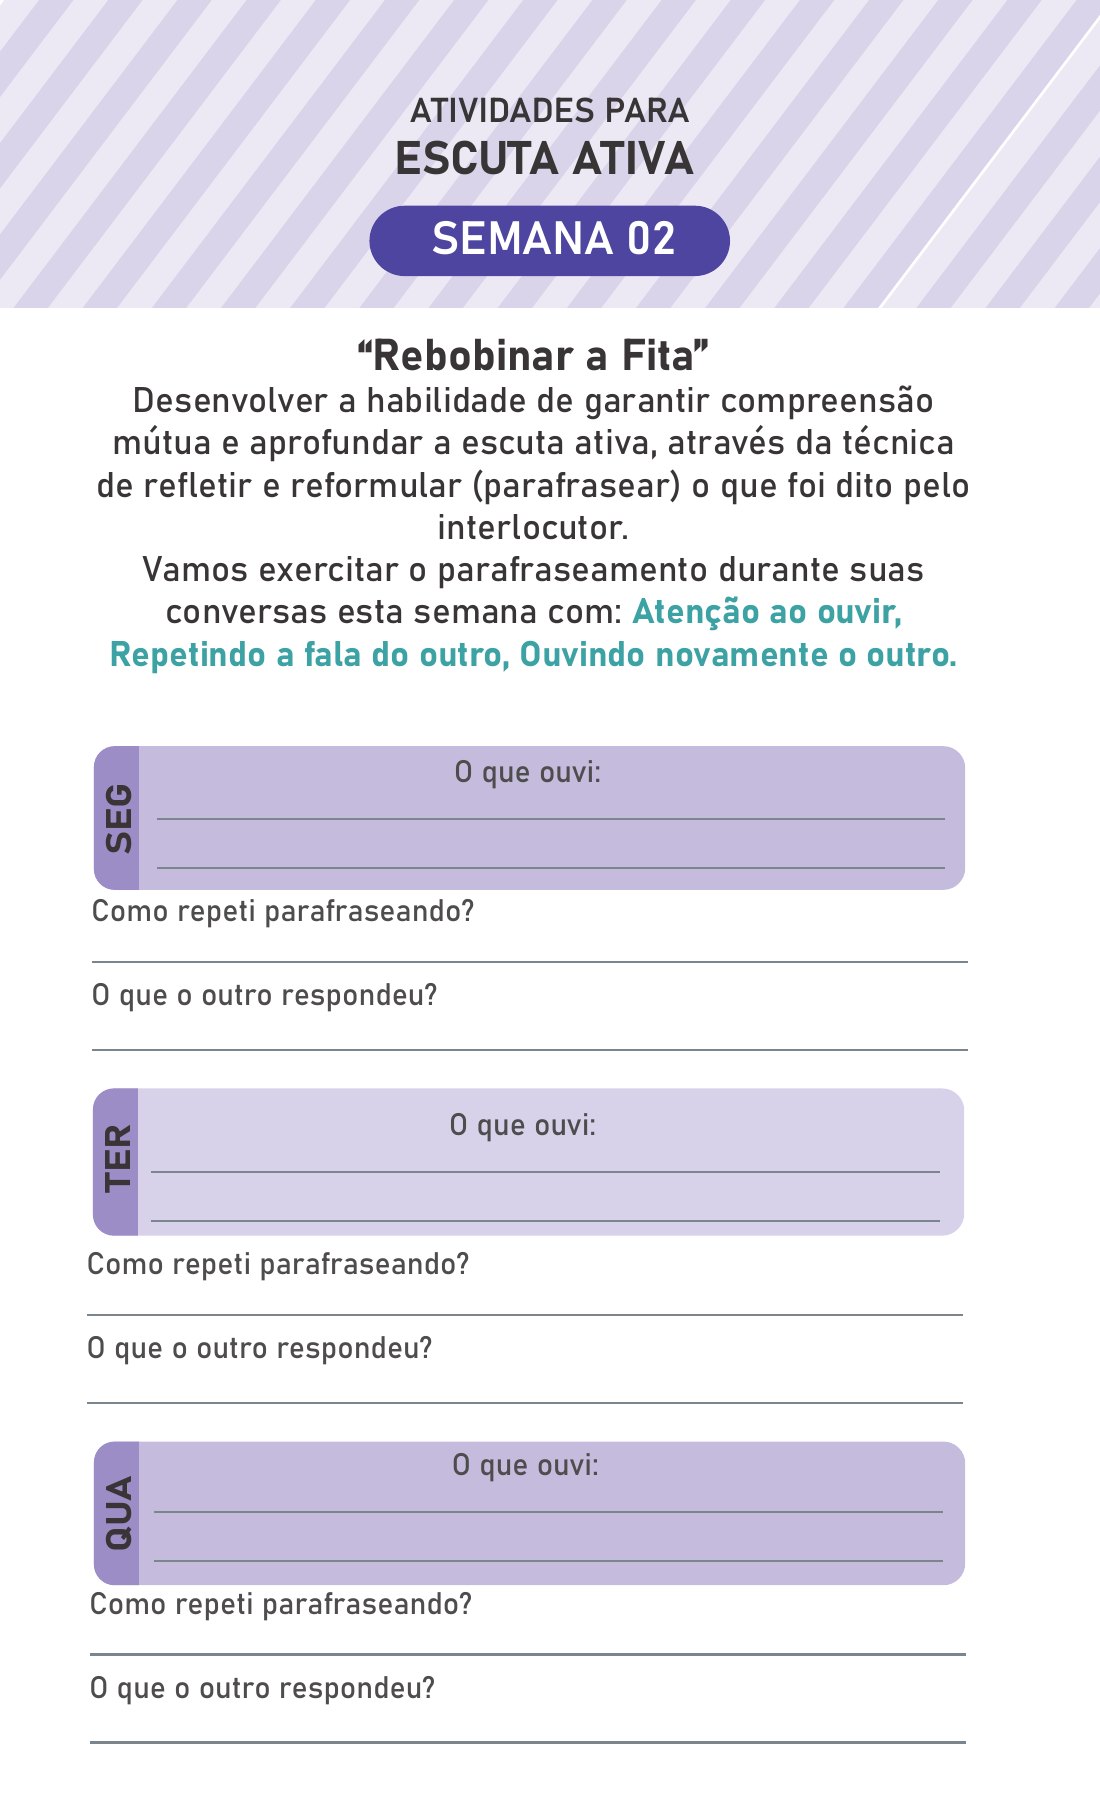 ATIVIDADES PARA
ESCUTA ATIVA
SEMANA 02
“Rebobinar a Fita”
Desenvolver a habilidade de garantir compreensão
mútua e aprofundar a escuta ativa, através da técnica
de refletir e reformular (parafrasear) o que foi dito pelo
interlocutor.
Vamos exercitar o parafraseamento durante suas
conversas esta semana com: Atenção ao ouvir,
Repetindo a fala do outro, Ouvindo novamente o outro.
SEG
O que ouvi:
Como repeti parafraseando?
O que o outro respondeu?
TER
O que ouvi:
Como repeti parafraseando?
O que o outro respondeu?
QUA
O que ouvi:
Como repeti parafraseando?
O que o outro respondeu?